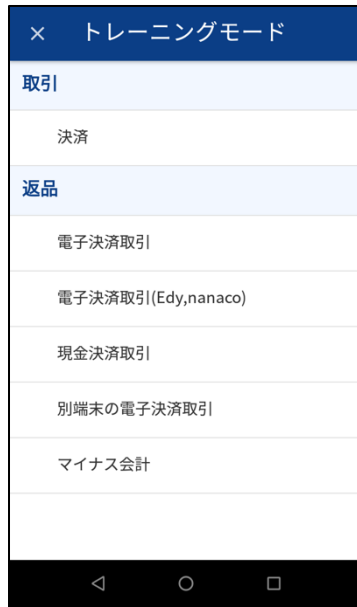 × トレーニングモード
取引
決済
返品
電子決済取引
電子決済取引(Edy,nanaco)
現金決済取引
別端末の電子決済取引
マイナス会計